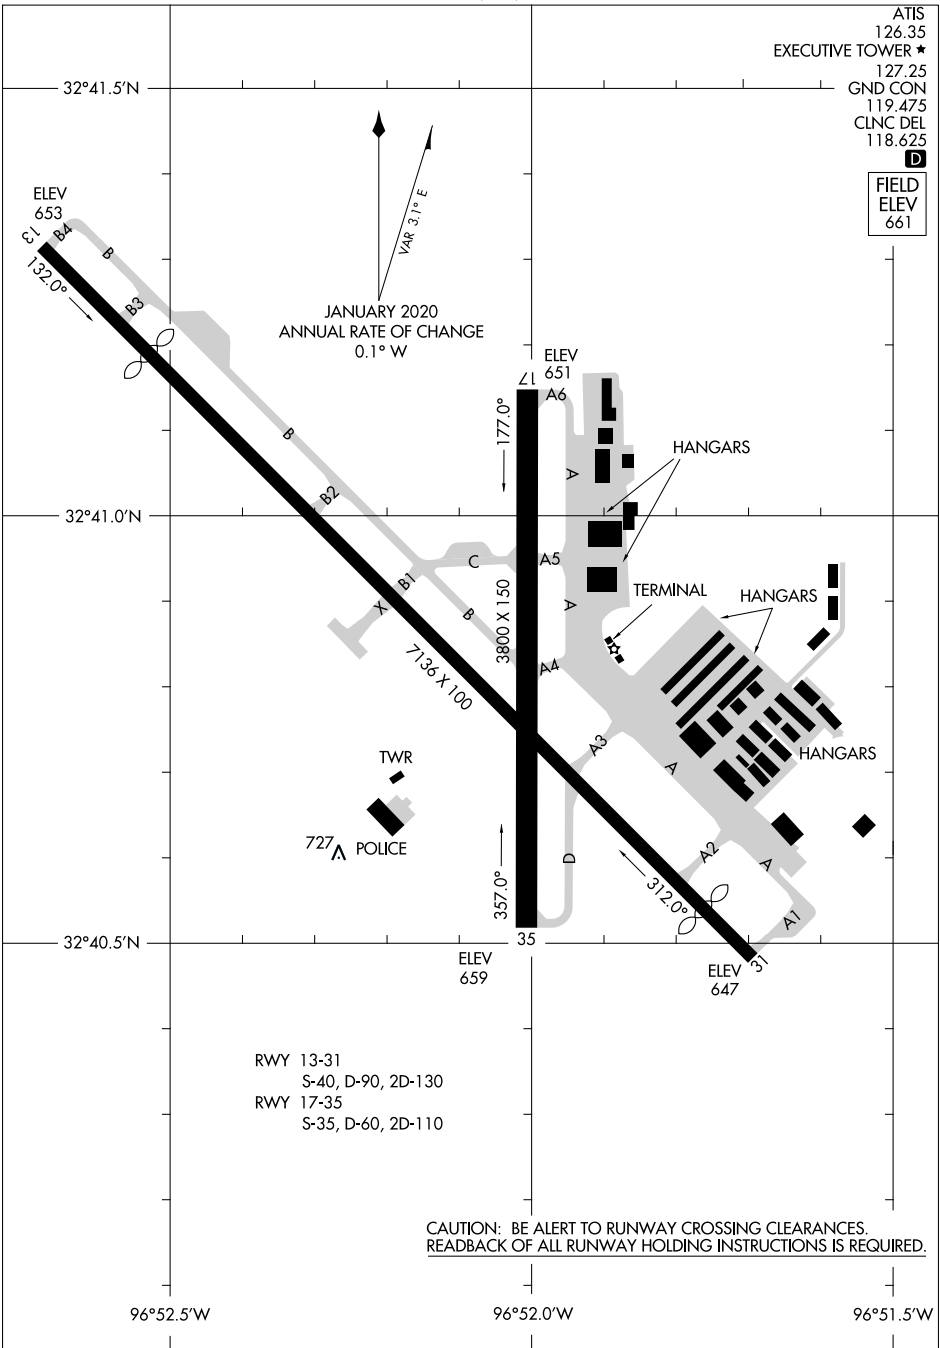 ATIS
126.35
EXECUTIVE TOWER ★
127.25
GND CON
119.475
CLNC DEL
118.625
D
FIELD
ELEV
661
32°41.5'N
VAR 3.1° E
JANUARY 2020
ANNUAL RATE OF CHANGE
0.1° W
ELEV
653
13
B4
B
132.0°
B3
ELEV
651
17
A6
177.0°
HANGARS
A
B
B2
32°41.0'N
C
A5
B1
X
B
A
3800 X 150
TERMINAL
HANGARS
7136 X 100
A4
A3
A
HANGARS
TWR
727
POLICE
D
A2
A
357.0°
312.0°
A1
32°40.5'N
35
ELEV
659
31
ELEV
647
RWY 13-31
S-40, D-90, 2D-130
RWY 17-35
S-35, D-60, 2D-110
CAUTION: BE ALERT TO RUNWAY CROSSING CLEARANCES.
READBACK OF ALL RUNWAY HOLDING INSTRUCTIONS IS REQUIRED.
96°52.5'W
96°52.0'W
96°51.5'W